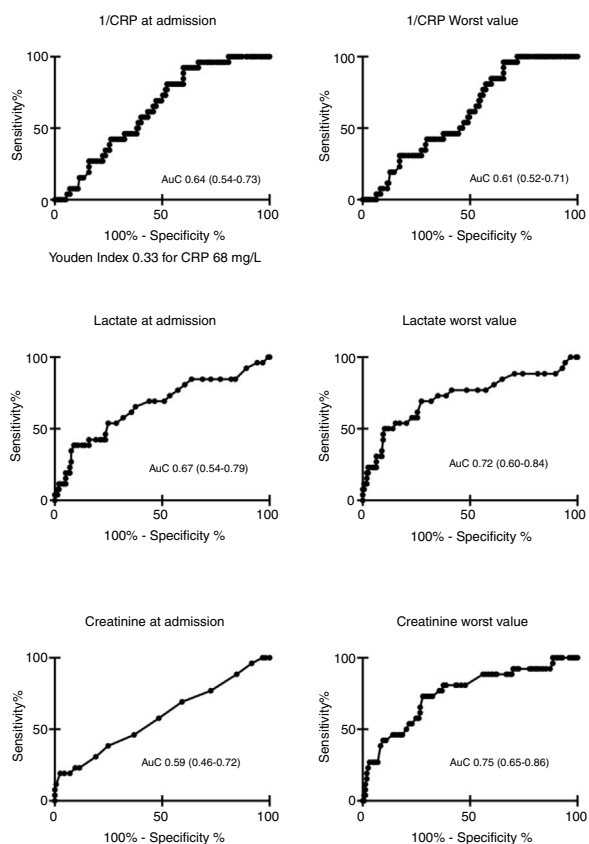 1/CRP at admission
1/CRP Worst value
Sensitivity%
100
50
0
AuC 0.64 (0.54-0.73)
0
50
100
100% - Specificity %
Youden Index 0.33 for CRP 68 mg/L
Sensitivity%
100
50
0
AuC 0.61 (0.52-0.71)
0
50
100
100% - Specificity %
Lactate at admission
Lactate worst value
Sensitivity%
100
50
0
AuC 0.67 (0.54-0.79)
0
50
100
100% - Specificity %
Sensitivity%
100
50
0
AuC 0.72 (0.60-0.84)
0
50
100
100% - Specificity %
Creatinine at admission
Creatinine worst value
Sensitivity%
100
50
0
AuC 0.59 (0.46-0.72)
0
50
100
100% - Specificity %
Sensitivity%
100
50
0
AuC 0.75 (0.65-0.86)
0
50
100
100% - Specificity %